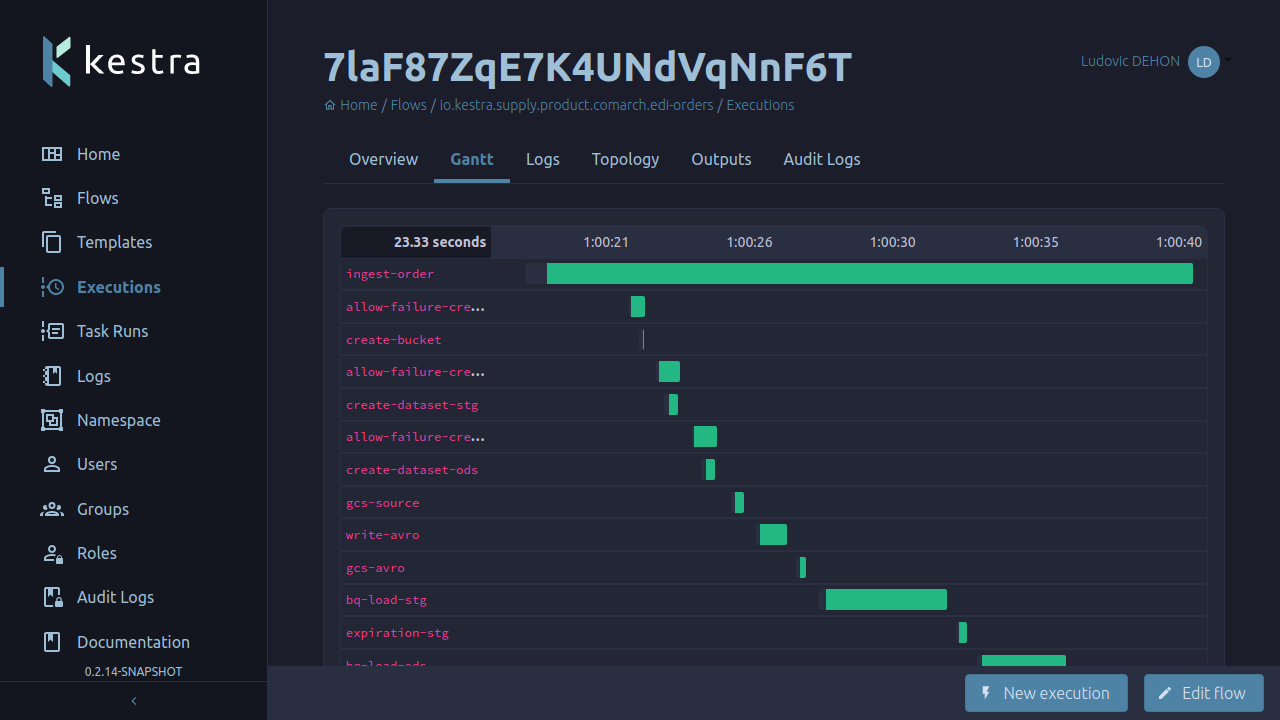 kestra
Home
Flows
Templates
Executions
Task Runs
Logs
Namespace
Users
Groups
Roles
Audit Logs
Documentation
0.2.14-SNAPSHOT
7laF87ZqE7K4UNdVqNnF6T
Ludovic DEHON LD
Home / Flows / io.kestra.supply.product.comarch.edi-orders / Executions
Overview Gantt Logs Topology Outputs Audit Logs
23.33 seconds 1:00:21 1:00:26 1:00:30 1:00:35 1:00:40
ingest-order
allow-failure-cre...
create-bucket
allow-failure-cre...
create-dataset-stg
allow-failure-cre...
create-dataset-ods
gcs-source
write-avro
gcs-avro
bq-load-stg
expiration-stg
bq-load-ods
New execution Edit flow